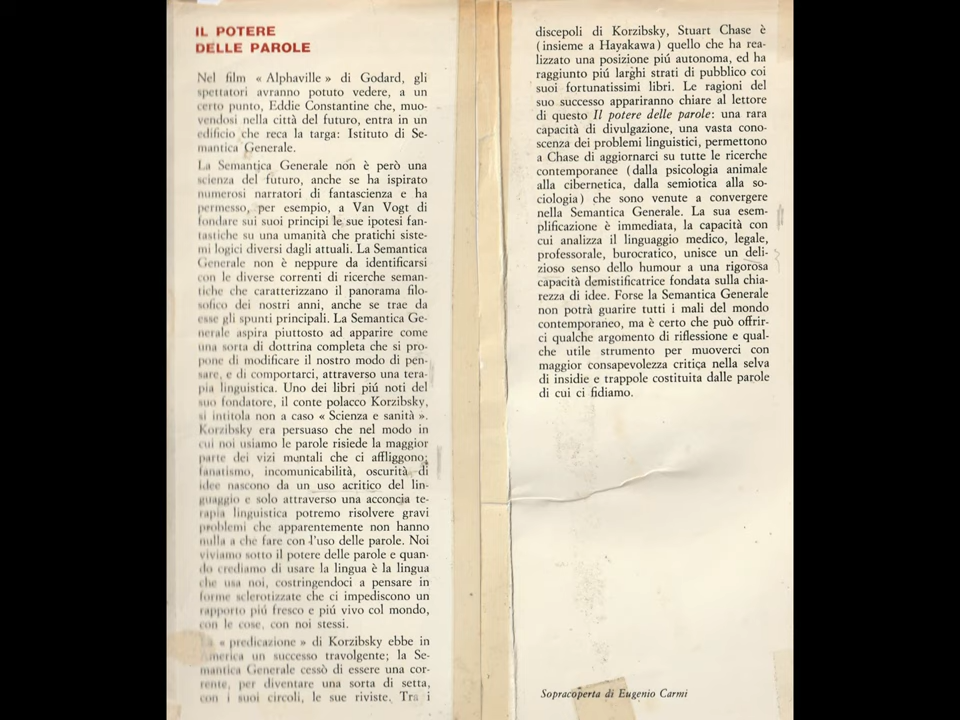 IL POTERE
DELLE PAROLE
Nel film « Alphaville » di Godard, gli
spettatori avranno potuto vedere, a un
certo punto, Eddie Constantine che, muo-
vendosi nella città del futuro, entra in un
edificio che reca la targa: Istituto di Se-
mantica Generale.
La Semantica Generale non è però una
scienza del futuro, anche se ha ispirato
numerosi narratori di fantascienza e ha
permesso, per esempio, a Van Vogt di
fondare sui suoi principi le sue ipotesi fan-
tastiche su una umanità che pratichi siste-
mi logici diversi dagli attuali. La Semantica
Generale non è neppure da identificarsi
con le diverse correnti di ricerche seman-
tiche che caratterizzano il panorama filo-
sofico dei nostri anni, anche se trae da
esse gli spunti principali. La Semantica Ge-
nerale aspira piuttosto ad apparire come
una sorta di dottrina completa che si pro-
pone di modificare il nostro modo di pen-
sare, e di comportarci, attraverso una tera-
pia linguistica. Uno dei libri piú noti del
suo fondatore, il conte polacco Korzibsky,
si intitola non a caso « Scienza e sanità ».
Korzibsky era persuaso che nel modo in
cui noi usiamo le parole risiede la maggior
parte dei vizi mentali che ci affliggono;
fanatismo, incomunicabilità, oscurità di
idee nascono da un uso acritico del lin-
guaggio e solo attraverso una acconcia te-
rapia linguistica potremo risolvere gravi
problemi che apparentemente non hanno
nulla a che fare con l'uso delle parole. Noi
viviamo sotto il potere delle parole e quan-
do crediamo di usare la lingua è la lingua
che usa noi, costringendoci a pensare in
forme sclerotizzate che ci impediscono un
rapporto piú fresco e piú vivo col mondo,
con le cose, con noi stessi.
La « predicazione » di Korzibsky ebbe in
America un successo travolgente; la Se-
mantica Generale cessò di essere una cor-
rente, per diventare una sorta di setta,
con i suoi circoli, le sue riviste. Tra i
discepoli di Korzibsky, Stuart Chase è
(insieme a Hayakawa) quello che ha rea-
lizzato una posizione piú autonoma, ed ha
raggiunto piú larghi strati di pubblico coi
suoi fortunatissimi libri. Le ragioni del
suo successo appariranno chiare al lettore
di questo Il potere delle parole: una rara
capacità di divulgazione, una vasta cono-
scenza dei problemi linguistici, permettono
a Chase di aggiornarci su tutte le ricerche
contemporanee (dalla psicologia animale
alla cibernetica, dalla semiotica alla so-
ciologia) che sono venute a convergere
nella Semantica Generale. La sua esem-
plificazione è immediata, la capacità con
cui analizza il linguaggio medico, legale,
professorale, burocratico, unisce un deli-
zioso senso dello humour a una rigorosa
capacità demistificatrice fondata sulla chia-
rezza di idee. Forse la Semantica Generale
non potrà guarire tutti i mali del mondo
contemporaneo, ma è certo che può offrir-
ci qualche argomento di riflessione e qual-
che utile strumento per muoverci con
maggior consapevolezza critica nella selva
di insidie e trappole costituita dalle parole
di cui ci fidiamo.
Sopracoperta di Eugenio Carmi